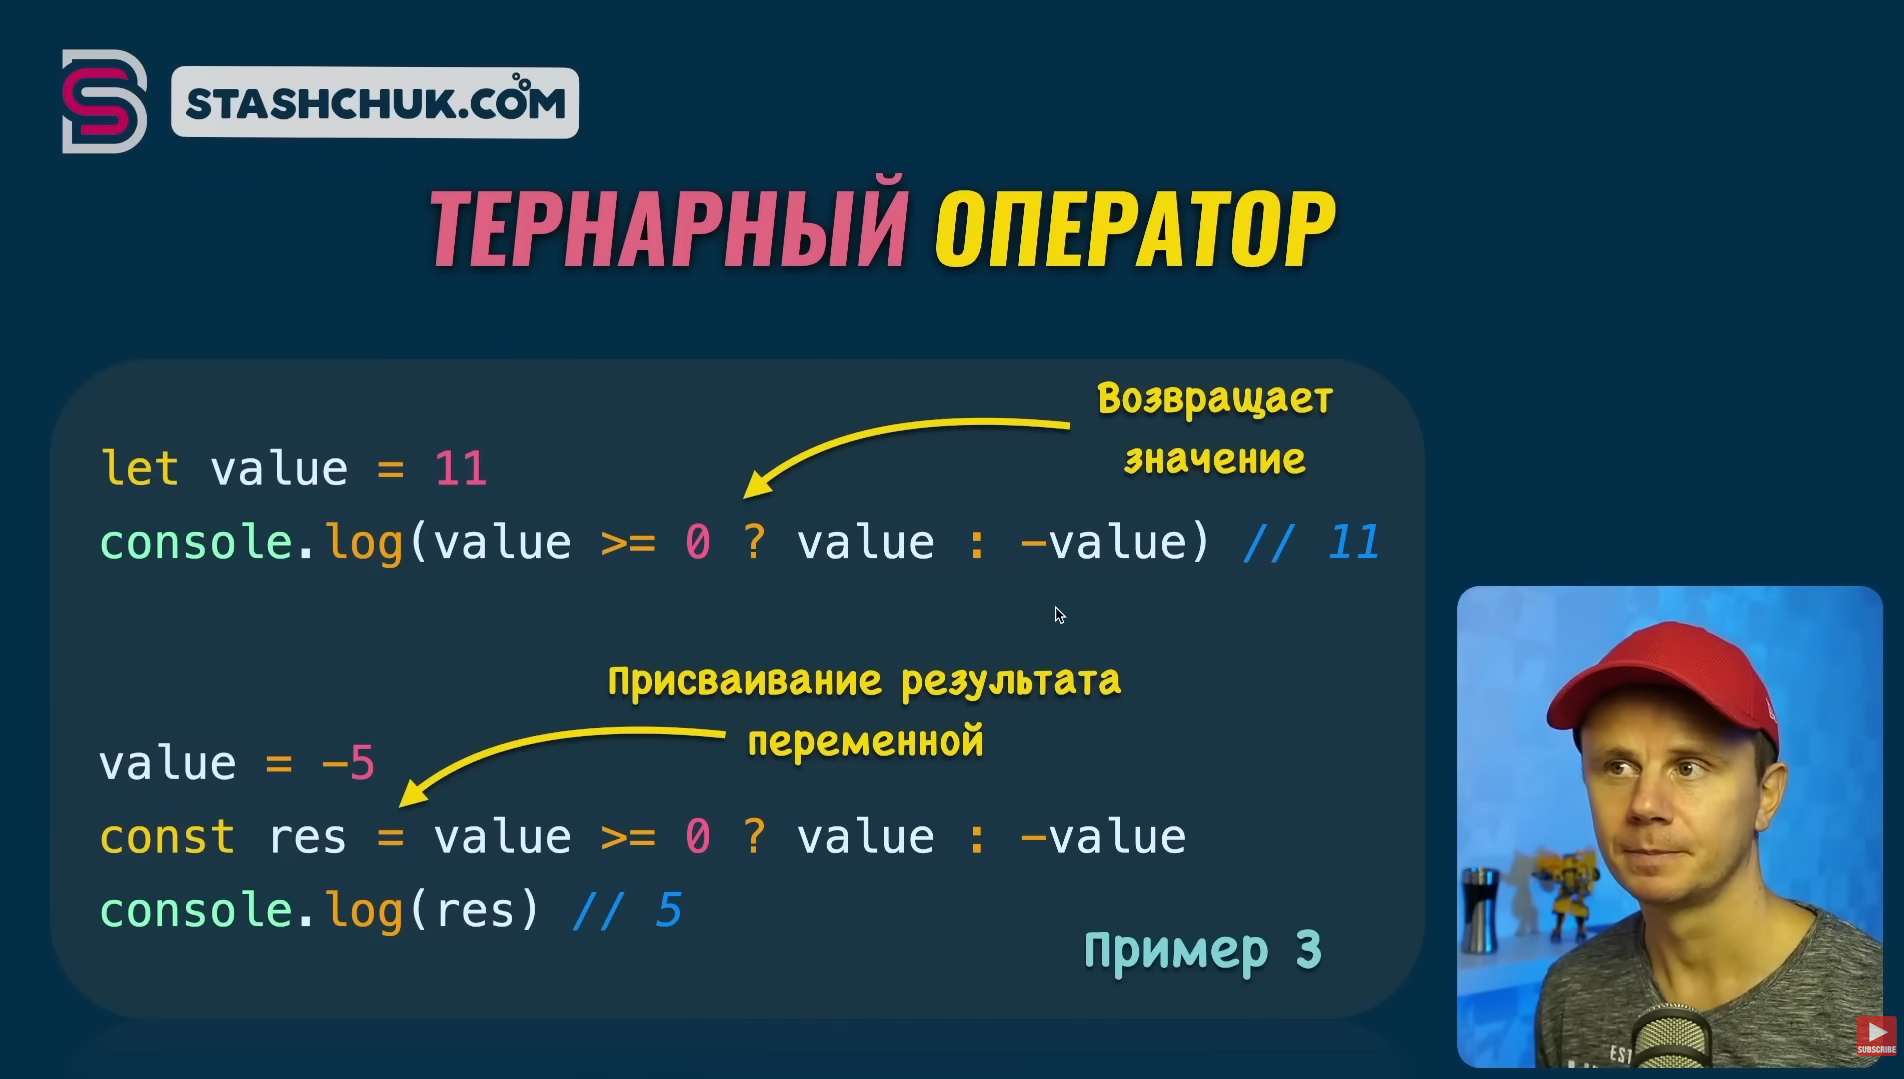 STASHCHUK.COM
ТЕРНАРНЫЙ ОПЕРАТОР
Возвращает
значение
let value = 11
console.log(value >= 0 ? value : -value) // 11
Присваивание результата
переменной
value = -5
const res = value >= 0 ? value : -value
console.log(res) // 5
Пример 3
EST
SUBSCRIBE